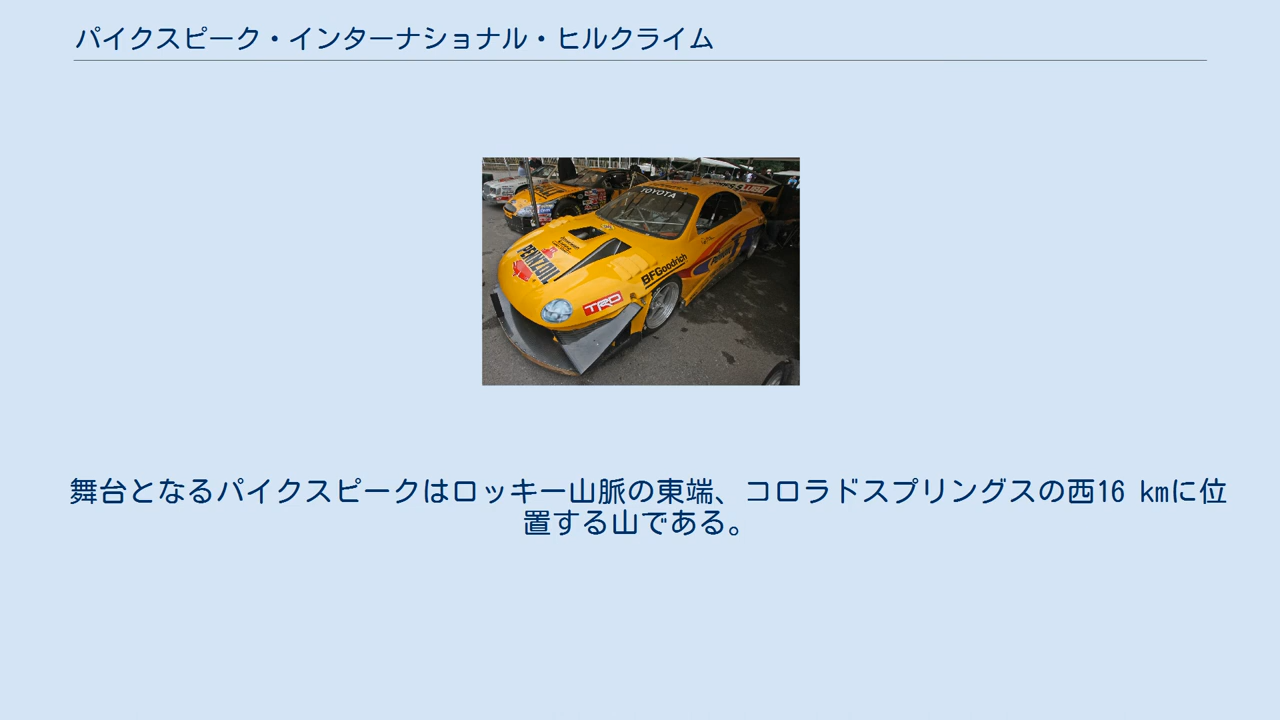 パイクスピーク・インターナショナル・ヒルクライム
TOYOTA
PENNZOIL
BFGoodrich
TRD
舞台となるパイクスピークはロッキー山脈の東端、コロラドスプリングスの西16 kmに位
置する山である。